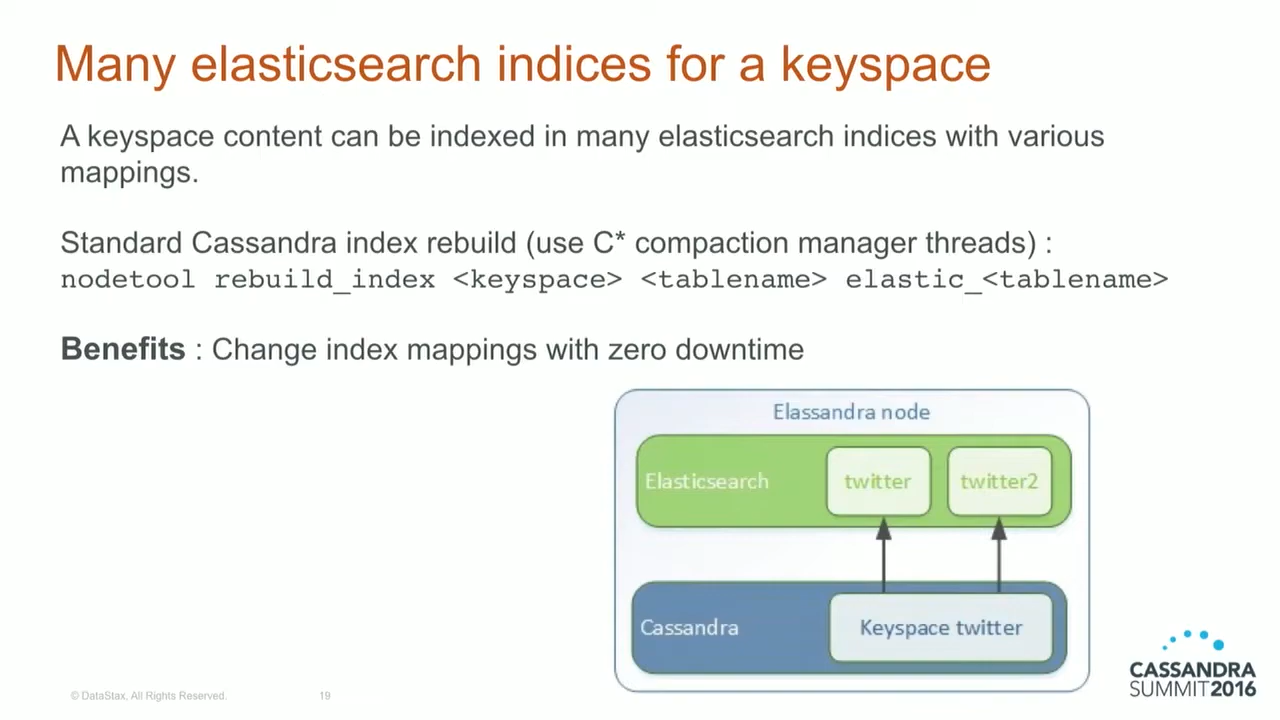 Many elasticsearch indices for a keyspace
A keyspace content can be indexed in many elasticsearch indices with various
mappings.
Standard Cassandra index rebuild (use C* compaction manager threads) :
nodetool rebuild_index <keyspace> <tablename> elastic_<tablename>
Benefits : Change index mappings with zero downtime
Elassandra node
Elasticsearch
twitter
twitter2
Cassandra
Keyspace twitter
© DataStax, All Rights Reserved.
19
CASSANDRA
SUMMIT2016